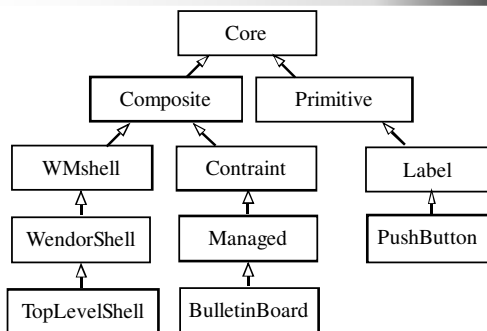 Core
Composite Primitive
WMshell Contraint Label
WendorShell Managed PushButton
TopLevelShell BulletinBoard